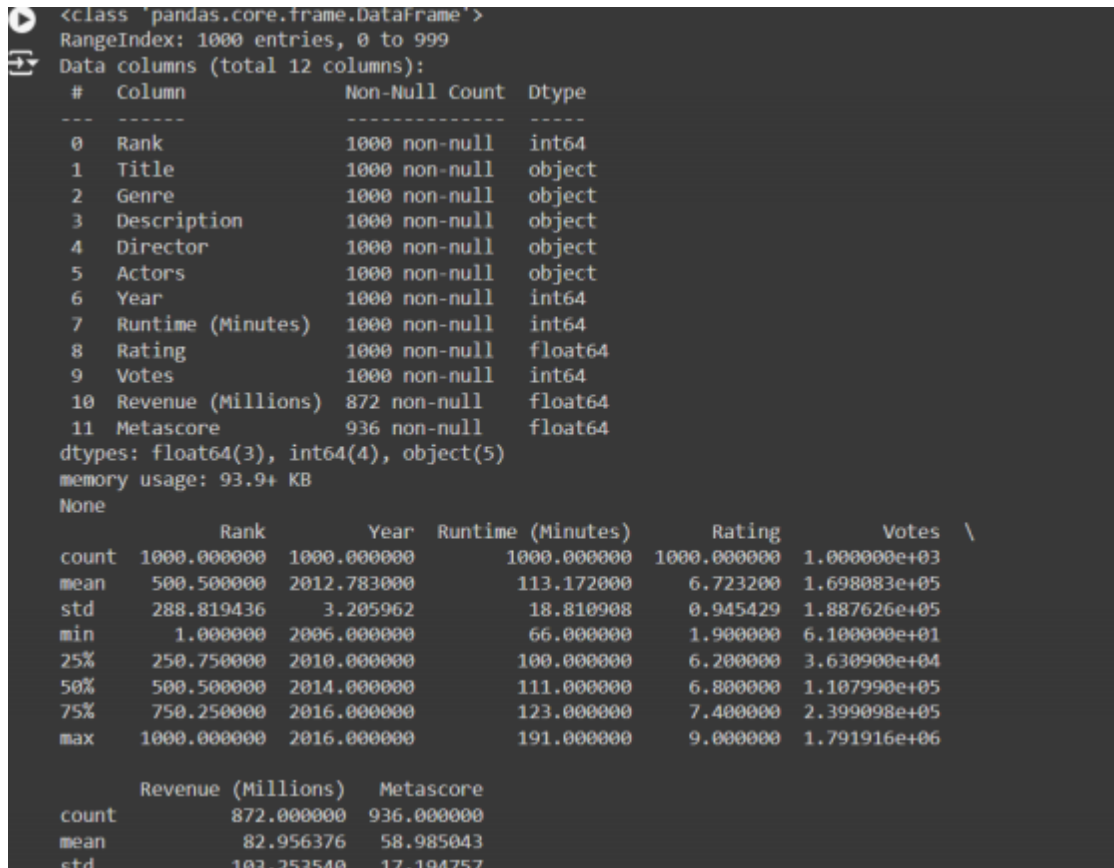 <class 'pandas.core.frame.DataFrame'>
RangeIndex: 1000 entries, 0 to 999
Data columns (total 12 columns):
 #   Column              Non-Null Count  Dtype
---  ------              --------------  -----
 0   Rank                1000 non-null   int64
 1   Title               1000 non-null   object
 2   Genre               1000 non-null   object
 3   Description         1000 non-null   object
 4   Director            1000 non-null   object
 5   Actors              1000 non-null   object
 6   Year                1000 non-null   int64
 7   Runtime (Minutes)   1000 non-null   int64
 8   Rating              1000 non-null   float64
 9   Votes               1000 non-null   int64
 10  Revenue (Millions)  872 non-null    float64
 11  Metascore           936 non-null    float64
dtypes: float64(3), int64(4), object(5)
memory usage: 93.9+ KB
None
              Rank         Year  Runtime (Minutes)       Rating         Votes  \
count  1000.000000  1000.000000        1000.000000  1000.000000  1.000000e+03
mean    500.500000  2012.783000         113.172000     6.723200  1.698083e+05
std     288.819436     3.205962          18.810908     0.945429  1.887626e+05
min       1.000000  2006.000000          66.000000     1.900000  6.100000e+01
25%     250.750000  2010.000000         100.000000     6.200000  3.630900e+04
50%     500.500000  2014.000000         111.000000     6.800000  1.107990e+05
75%     750.250000  2016.000000         123.000000     7.400000  2.399098e+05
max    1000.000000  2016.000000         191.000000     9.000000  1.791916e+06
       Revenue (Millions)   Metascore
count          872.000000  936.000000
mean            82.956376   58.985043
std            103.253540   17.194757